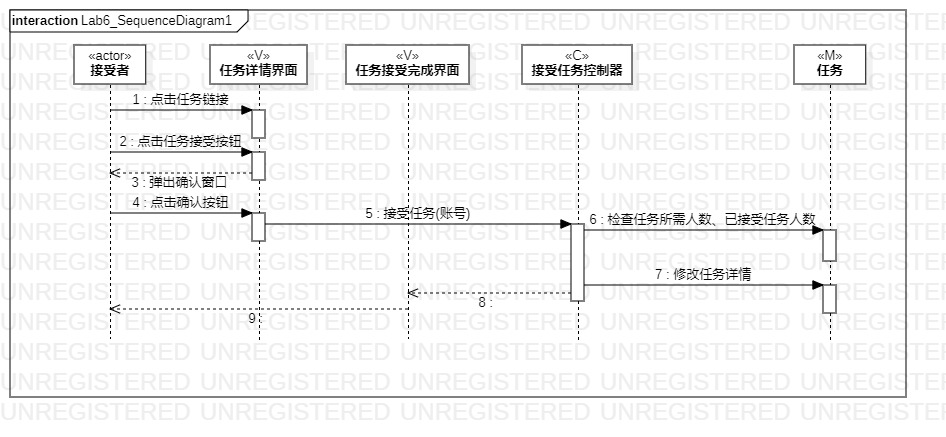 interaction Lab6_SequenceDiagram1
«actor»
接受者
«V»
任务详情界面
«V»
任务接受完成界面
«C»
接受任务控制器
«M»
任务
1 : 点击任务链接
2 : 点击任务接受按钮
3 : 弹出确认窗口
4 : 点击确认按钮
5 : 接受任务(账号)
6 : 检查任务所需人数、已接受任务人数
7 : 修改任务详情
8 :
9
UNREGISTERED UNREGISTERED UNREGISTERED UNREGISTERED UNREGISTERED